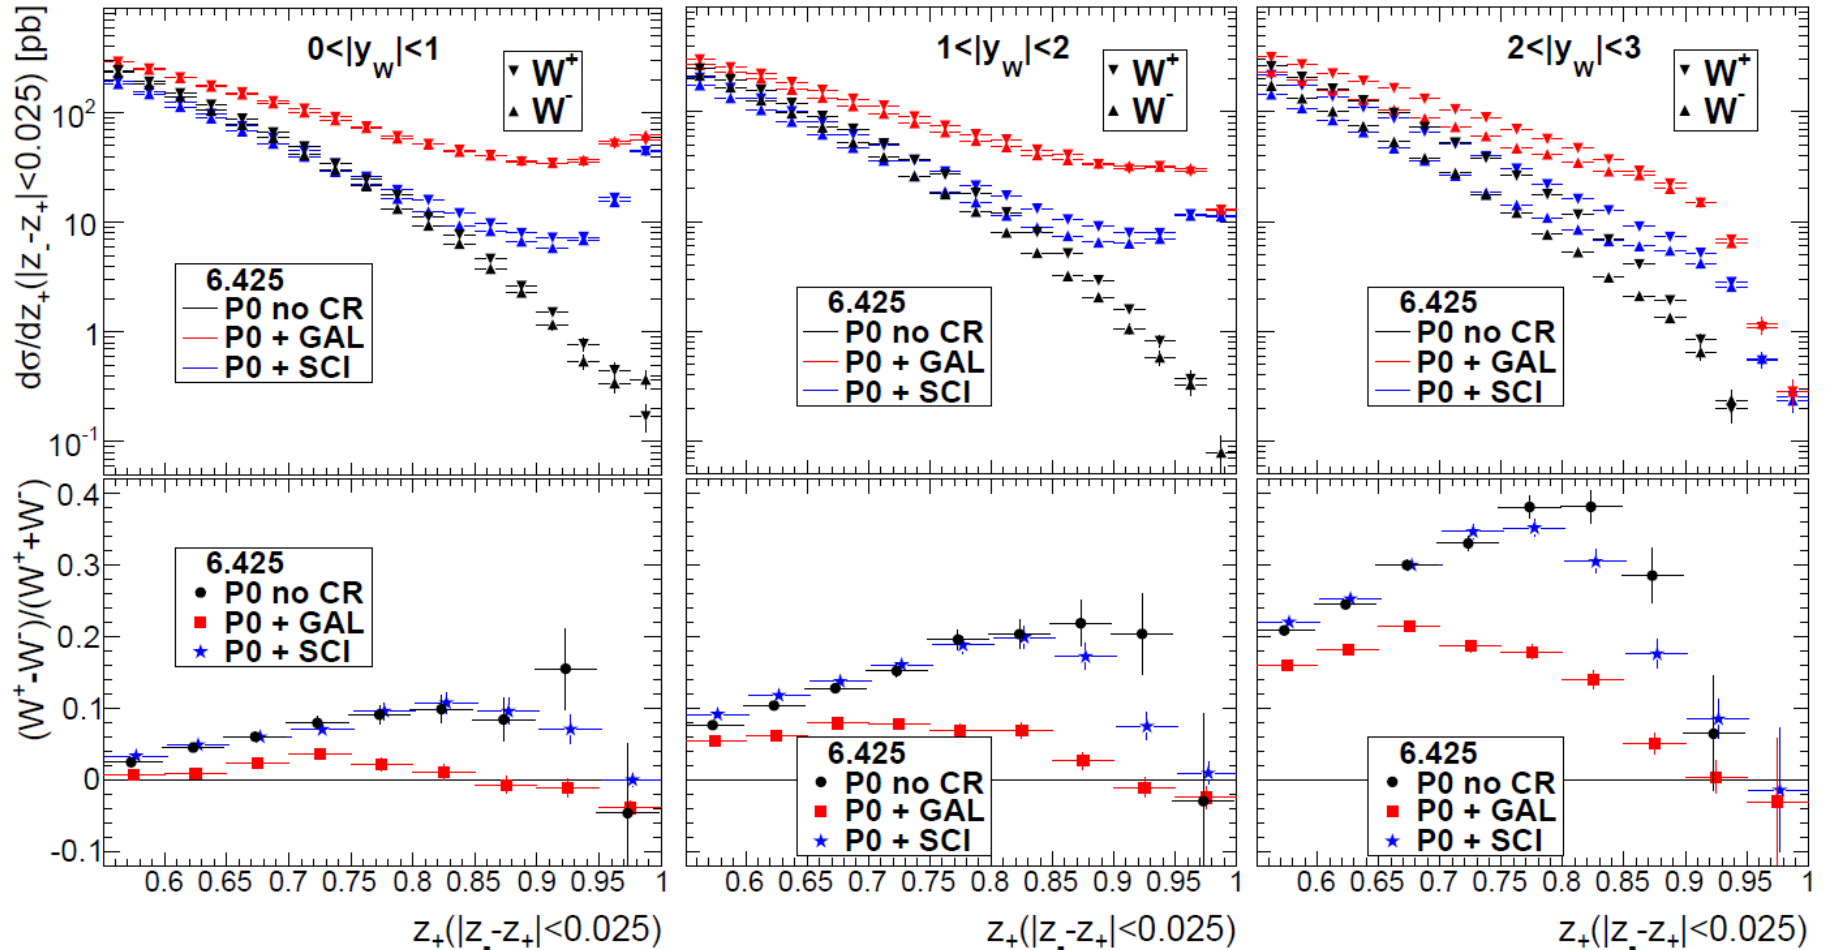 dσ/dz₊(|z₋-z₊|<0.025) [pb]
10²
10
1
10⁻¹
0<|y_W|<1
W⁺
W⁻
6.425
P0 no CR
P0 + GAL
P0 + SCI
1<|y_W|<2
W⁺
W⁻
6.425
P0 no CR
P0 + GAL
P0 + SCI
2<|y_W|<3
W⁺
W⁻
6.425
P0 no CR
P0 + GAL
P0 + SCI
(W⁺-W⁻)/(W⁺+W⁻)
0.4
0.3
0.2
0.1
0
-0.1
6.425
P0 no CR
P0 + GAL
P0 + SCI
6.425
P0 no CR
P0 + GAL
P0 + SCI
6.425
P0 no CR
P0 + GAL
P0 + SCI
0.6 0.65 0.7 0.75 0.8 0.85 0.9 0.95 1
0.6 0.65 0.7 0.75 0.8 0.85 0.9 0.95 1
0.6 0.65 0.7 0.75 0.8 0.85 0.9 0.95 1
z₊(|z₋-z₊|<0.025)
z₊(|z₋-z₊|<0.025)
z₊(|z₋-z₊|<0.025)